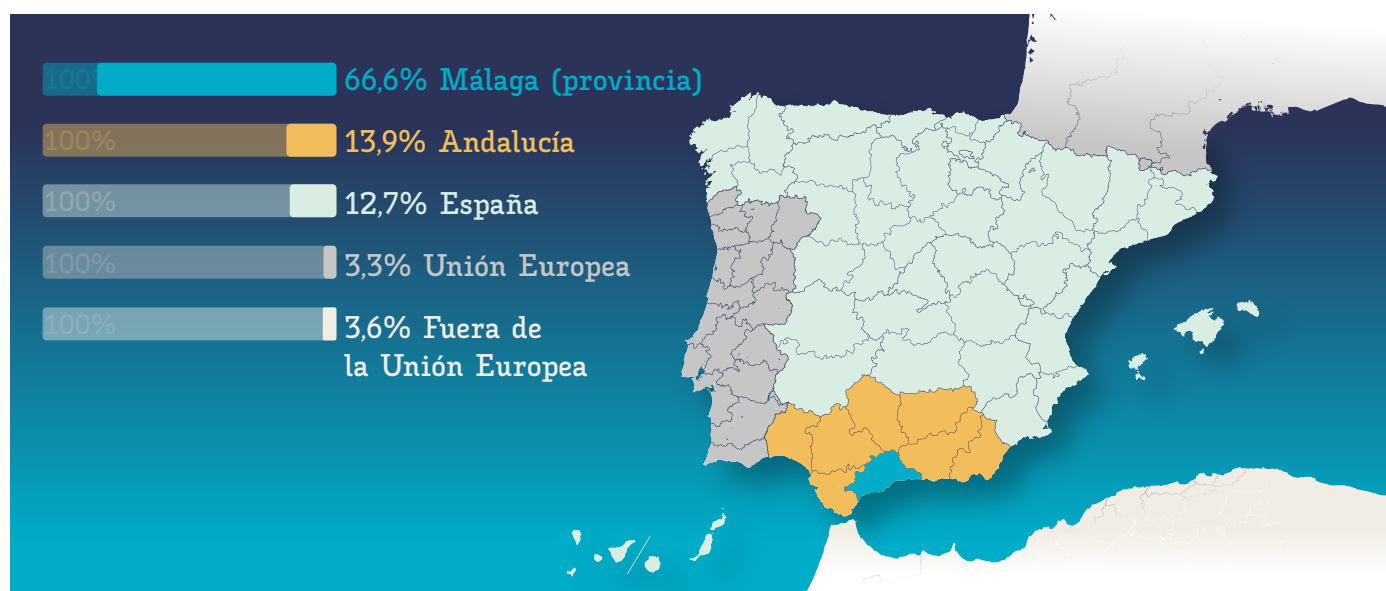 100%
66,6% Málaga (provincia)
100%
13,9% Andalucía
100%
12,7% España
100%
3,3% Unión Europea
100%
3,6% Fuera de
la Unión Europea